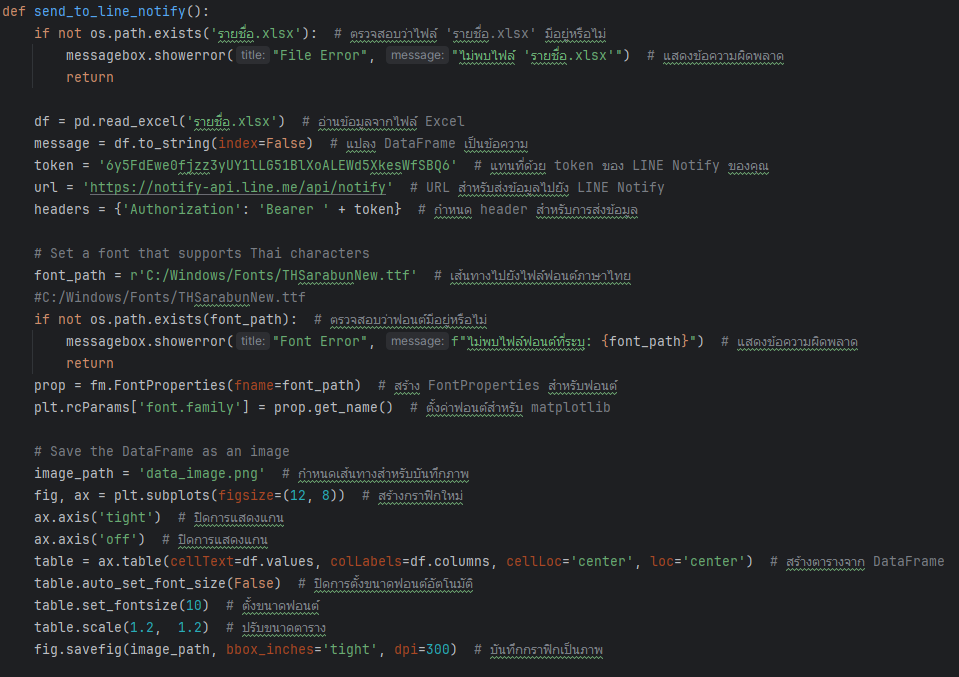 def send_to_line_notify():
    if not os.path.exists('รายชื่อ.xlsx'):  # ตรวจสอบว่าไฟล์ 'รายชื่อ.xlsx' มีอยู่หรือไม่
        messagebox.showerror( title: "File Error",  message: "ไม่พบไฟล์ 'รายชื่อ.xlsx'")  # แสดงข้อความผิดพลาด
        return
    df = pd.read_excel('รายชื่อ.xlsx')  # อ่านข้อมูลจากไฟล์ Excel
    message = df.to_string(index=False)  # แปลง DataFrame เป็นข้อความ
    token = '6y5FdEwe0fjzz3yUY1lLG51BlXoALEWd5XkesWfSBQ6'  # แทนที่ด้วย token ของ LINE Notify ของคุณ
    url = 'https://notify-api.line.me/api/notify'  # URL สำหรับส่งข้อมูลไปยัง LINE Notify
    headers = {'Authorization': 'Bearer ' + token}  # กำหนด header สำหรับการส่งข้อมูล
    # Set a font that supports Thai characters
    font_path = r'C:/Windows/Fonts/THSarabunNew.ttf'  # เส้นทางไปยังไฟล์ฟอนต์ภาษาไทย
    #C:/Windows/Fonts/THSarabunNew.ttf
    if not os.path.exists(font_path):  # ตรวจสอบว่าฟอนต์มีอยู่หรือไม่
        messagebox.showerror( title: "Font Error",  message: f"ไม่พบไฟล์ฟอนต์ที่ระบุ: {font_path}")  # แสดงข้อความผิดพลาด
        return
    prop = fm.FontProperties(fname=font_path)  # สร้าง FontProperties สำหรับฟอนต์
    plt.rcParams['font.family'] = prop.get_name()  # ตั้งค่าฟอนต์สำหรับ matplotlib
    # Save the DataFrame as an image
    image_path = 'data_image.png'  # กำหนดเส้นทางสำหรับบันทึกภาพ
    fig, ax = plt.subplots(figsize=(12, 8))  # สร้างกราฟิกใหม่
    ax.axis('tight')  # ปิดการแสดงแกน
    ax.axis('off')  # ปิดการแสดงแกน
    table = ax.table(cellText=df.values, colLabels=df.columns, cellLoc='center', loc='center')  # สร้างตารางจาก DataFrame
    table.auto_set_font_size(False)  # ปิดการตั้งขนาดฟอนต์อัตโนมัติ
    table.set_fontsize(10)  # ตั้งขนาดฟอนต์
    table.scale(1.2,  1.2)  # ปรับขนาดตาราง
    fig.savefig(image_path, bbox_inches='tight', dpi=300)  # บันทึกกราฟิกเป็นภาพ